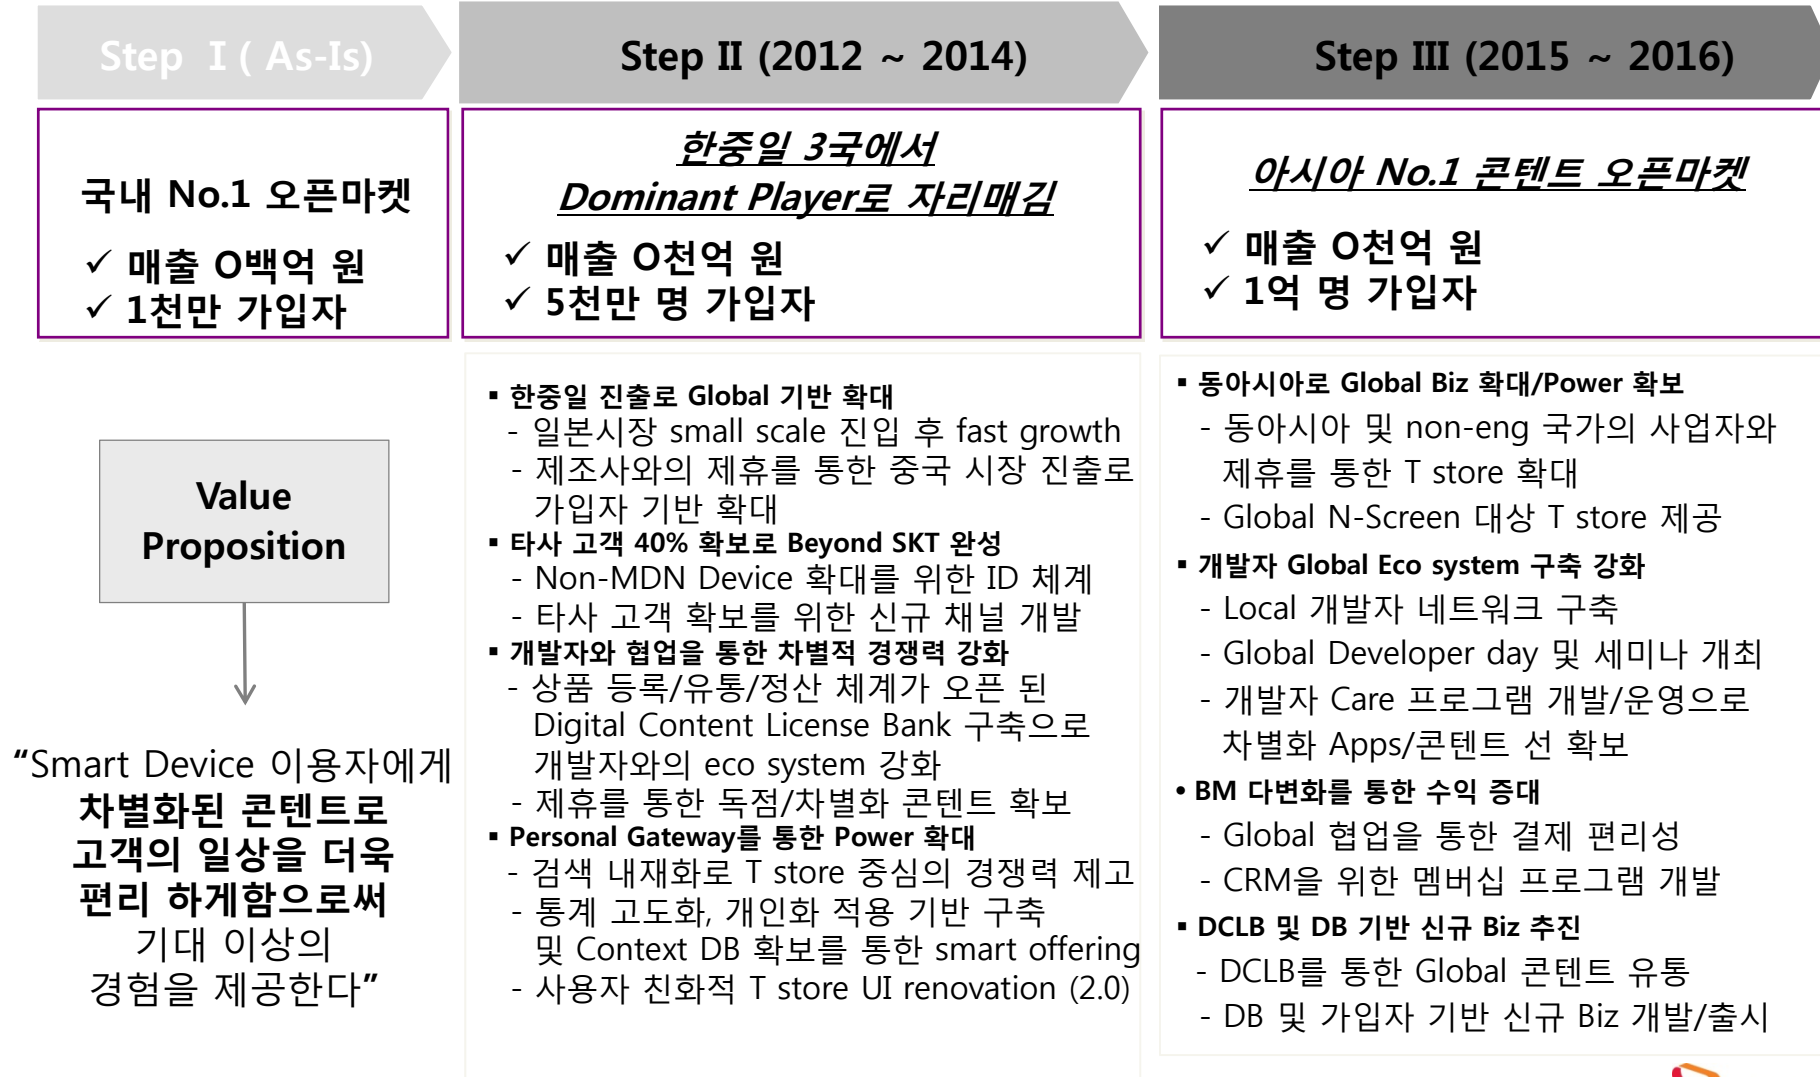 Step I ( As-Is)
국내 No.1 오픈마켓
✓ 매출 O백억 원
✓ 1천만 가입자
Value
Proposition
“Smart Device 이용자에게
차별화된 콘텐트로
고객의 일상을 더욱
편리 하게함으로써
기대 이상의
경험을 제공한다”
Step II (2012 ~ 2014)
한중일 3국에서
Dominant Player로 자리매김
✓ 매출 O천억 원
✓ 5천만 명 가입자
▪ 한중일 진출로 Global 기반 확대
- 일본시장 small scale 진입 후 fast growth
- 제조사와의 제휴를 통한 중국 시장 진출로
가입자 기반 확대
▪ 타사 고객 40% 확보로 Beyond SKT 완성
- Non-MDN Device 확대를 위한 ID 체계
- 타사 고객 확보를 위한 신규 채널 개발
▪ 개발자와 협업을 통한 차별적 경쟁력 강화
- 상품 등록/유통/정산 체계가 오픈 된
Digital Content License Bank 구축으로
개발자와의 eco system 강화
- 제휴를 통한 독점/차별화 콘텐트 확보
▪ Personal Gateway를 통한 Power 확대
- 검색 내재화로 T store 중심의 경쟁력 제고
- 통계 고도화, 개인화 적용 기반 구축
및 Context DB 확보를 통한 smart offering
- 사용자 친화적 T store UI renovation (2.0)
Step III (2015 ~ 2016)
아시아 No.1 콘텐트 오픈마켓
✓ 매출 O천억 원
✓ 1억 명 가입자
▪ 동아시아로 Global Biz 확대/Power 확보
- 동아시아 및 non-eng 국가의 사업자와
제휴를 통한 T store 확대
- Global N-Screen 대상 T store 제공
▪ 개발자 Global Eco system 구축 강화
- Local 개발자 네트워크 구축
- Global Developer day 및 세미나 개최
- 개발자 Care 프로그램 개발/운영으로
차별화 Apps/콘텐트 선 확보
• BM 다변화를 통한 수익 증대
- Global 협업을 통한 결제 편리성
- CRM을 위한 멤버십 프로그램 개발
▪ DCLB 및 DB 기반 신규 Biz 추진
- DCLB를 통한 Global 콘텐트 유통
- DB 및 가입자 기반 신규 Biz 개발/출시